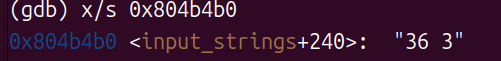 (gdb) x/s 0x804b4b0
0x804b4b0 <input_strings+240>:  "36 3"